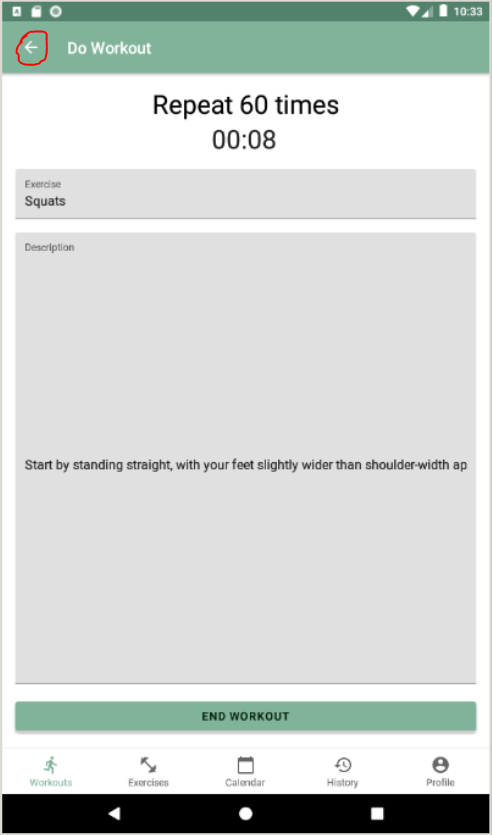 10:33
Do Workout
Repeat 60 times
00:08
Exercise
Squats
Description
Start by standing straight, with your feet slightly wider than shoulder-width ap
END WORKOUT
Workouts
Exercises
Calendar
History
Profile